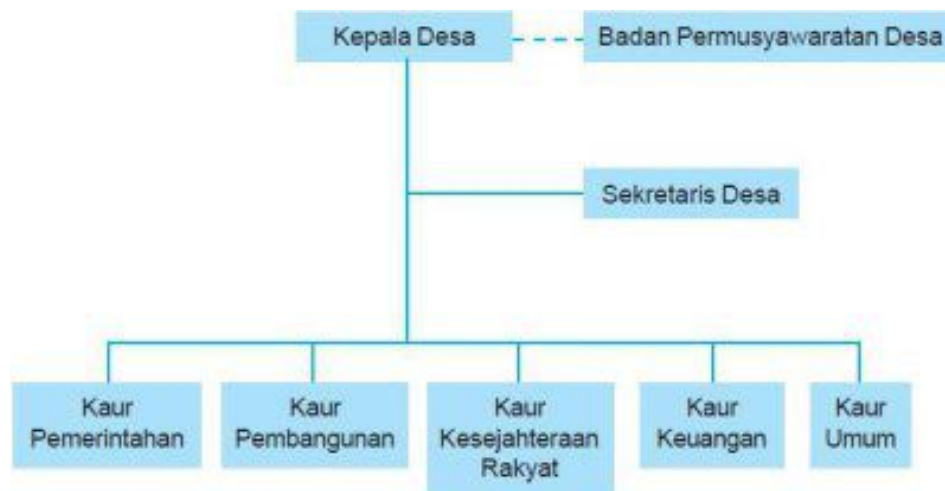 Kepala Desa
Badan Permusyawaratan Desa
Sekretaris Desa
Kaur
Pemerintahan
Kaur
Pembangunan
Kaur
Kesejahteraan
Rakyat
Kaur
Keuangan
Kaur
Umum